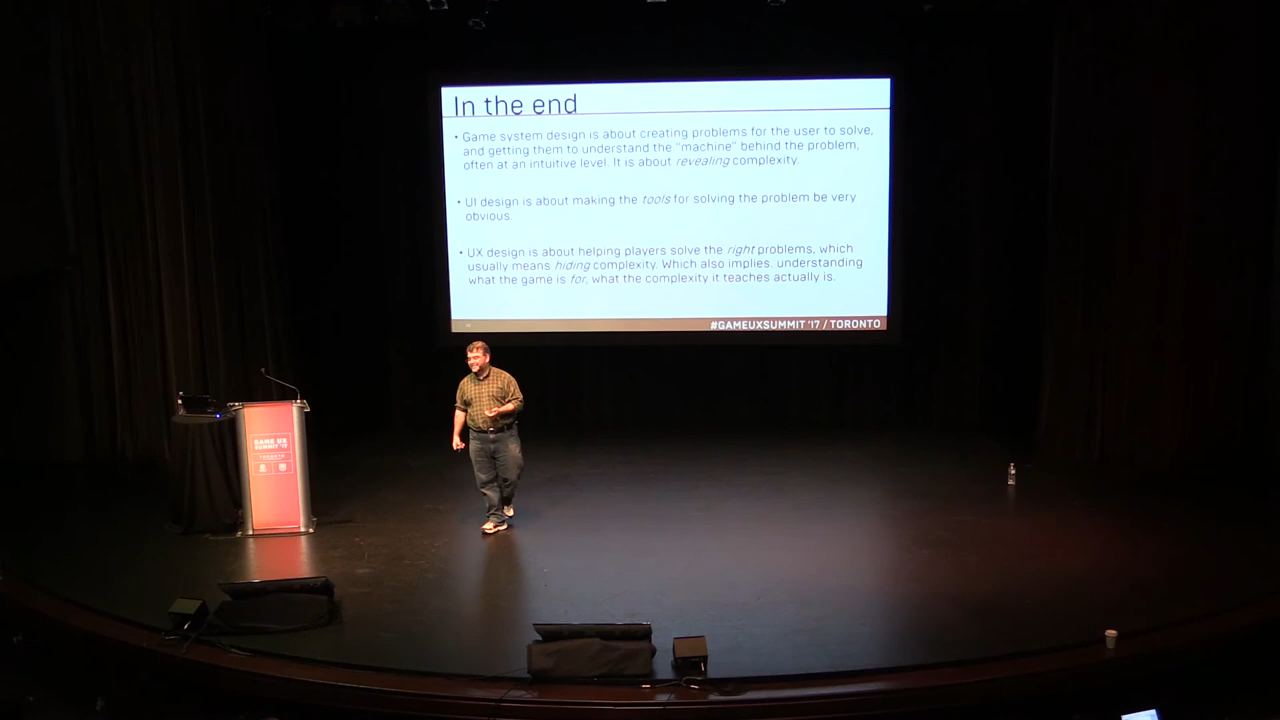 In the end
• Game system design is about creating problems for the user to solve,
and getting them to understand the "machine" behind the problem,
often at an intuitive level. It is about revealing complexity.
• UI design is about making the tools for solving the problem be very
obvious.
• UX design is about helping players solve the right problems, which
usually means hiding complexity. Which also implies. understanding
what the game is for, what the complexity it teaches actually is.
#GAMEUXSUMMIT '17 / TORONTO
GAME UX
SUMMIT '17
TORONTO